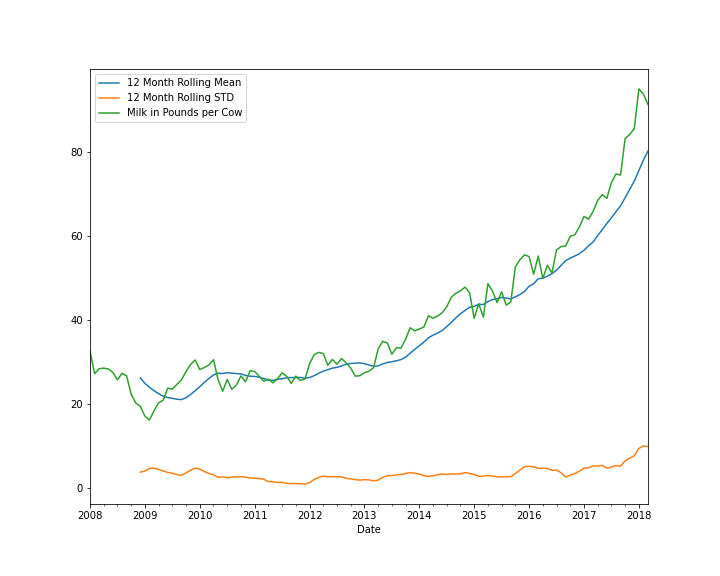 12 Month Rolling Mean
12 Month Rolling STD
Milk in Pounds per Cow
80
60
40
20
0
2008 2009 2010 2011 2012 2013 2014 2015 2016 2017 2018
Date